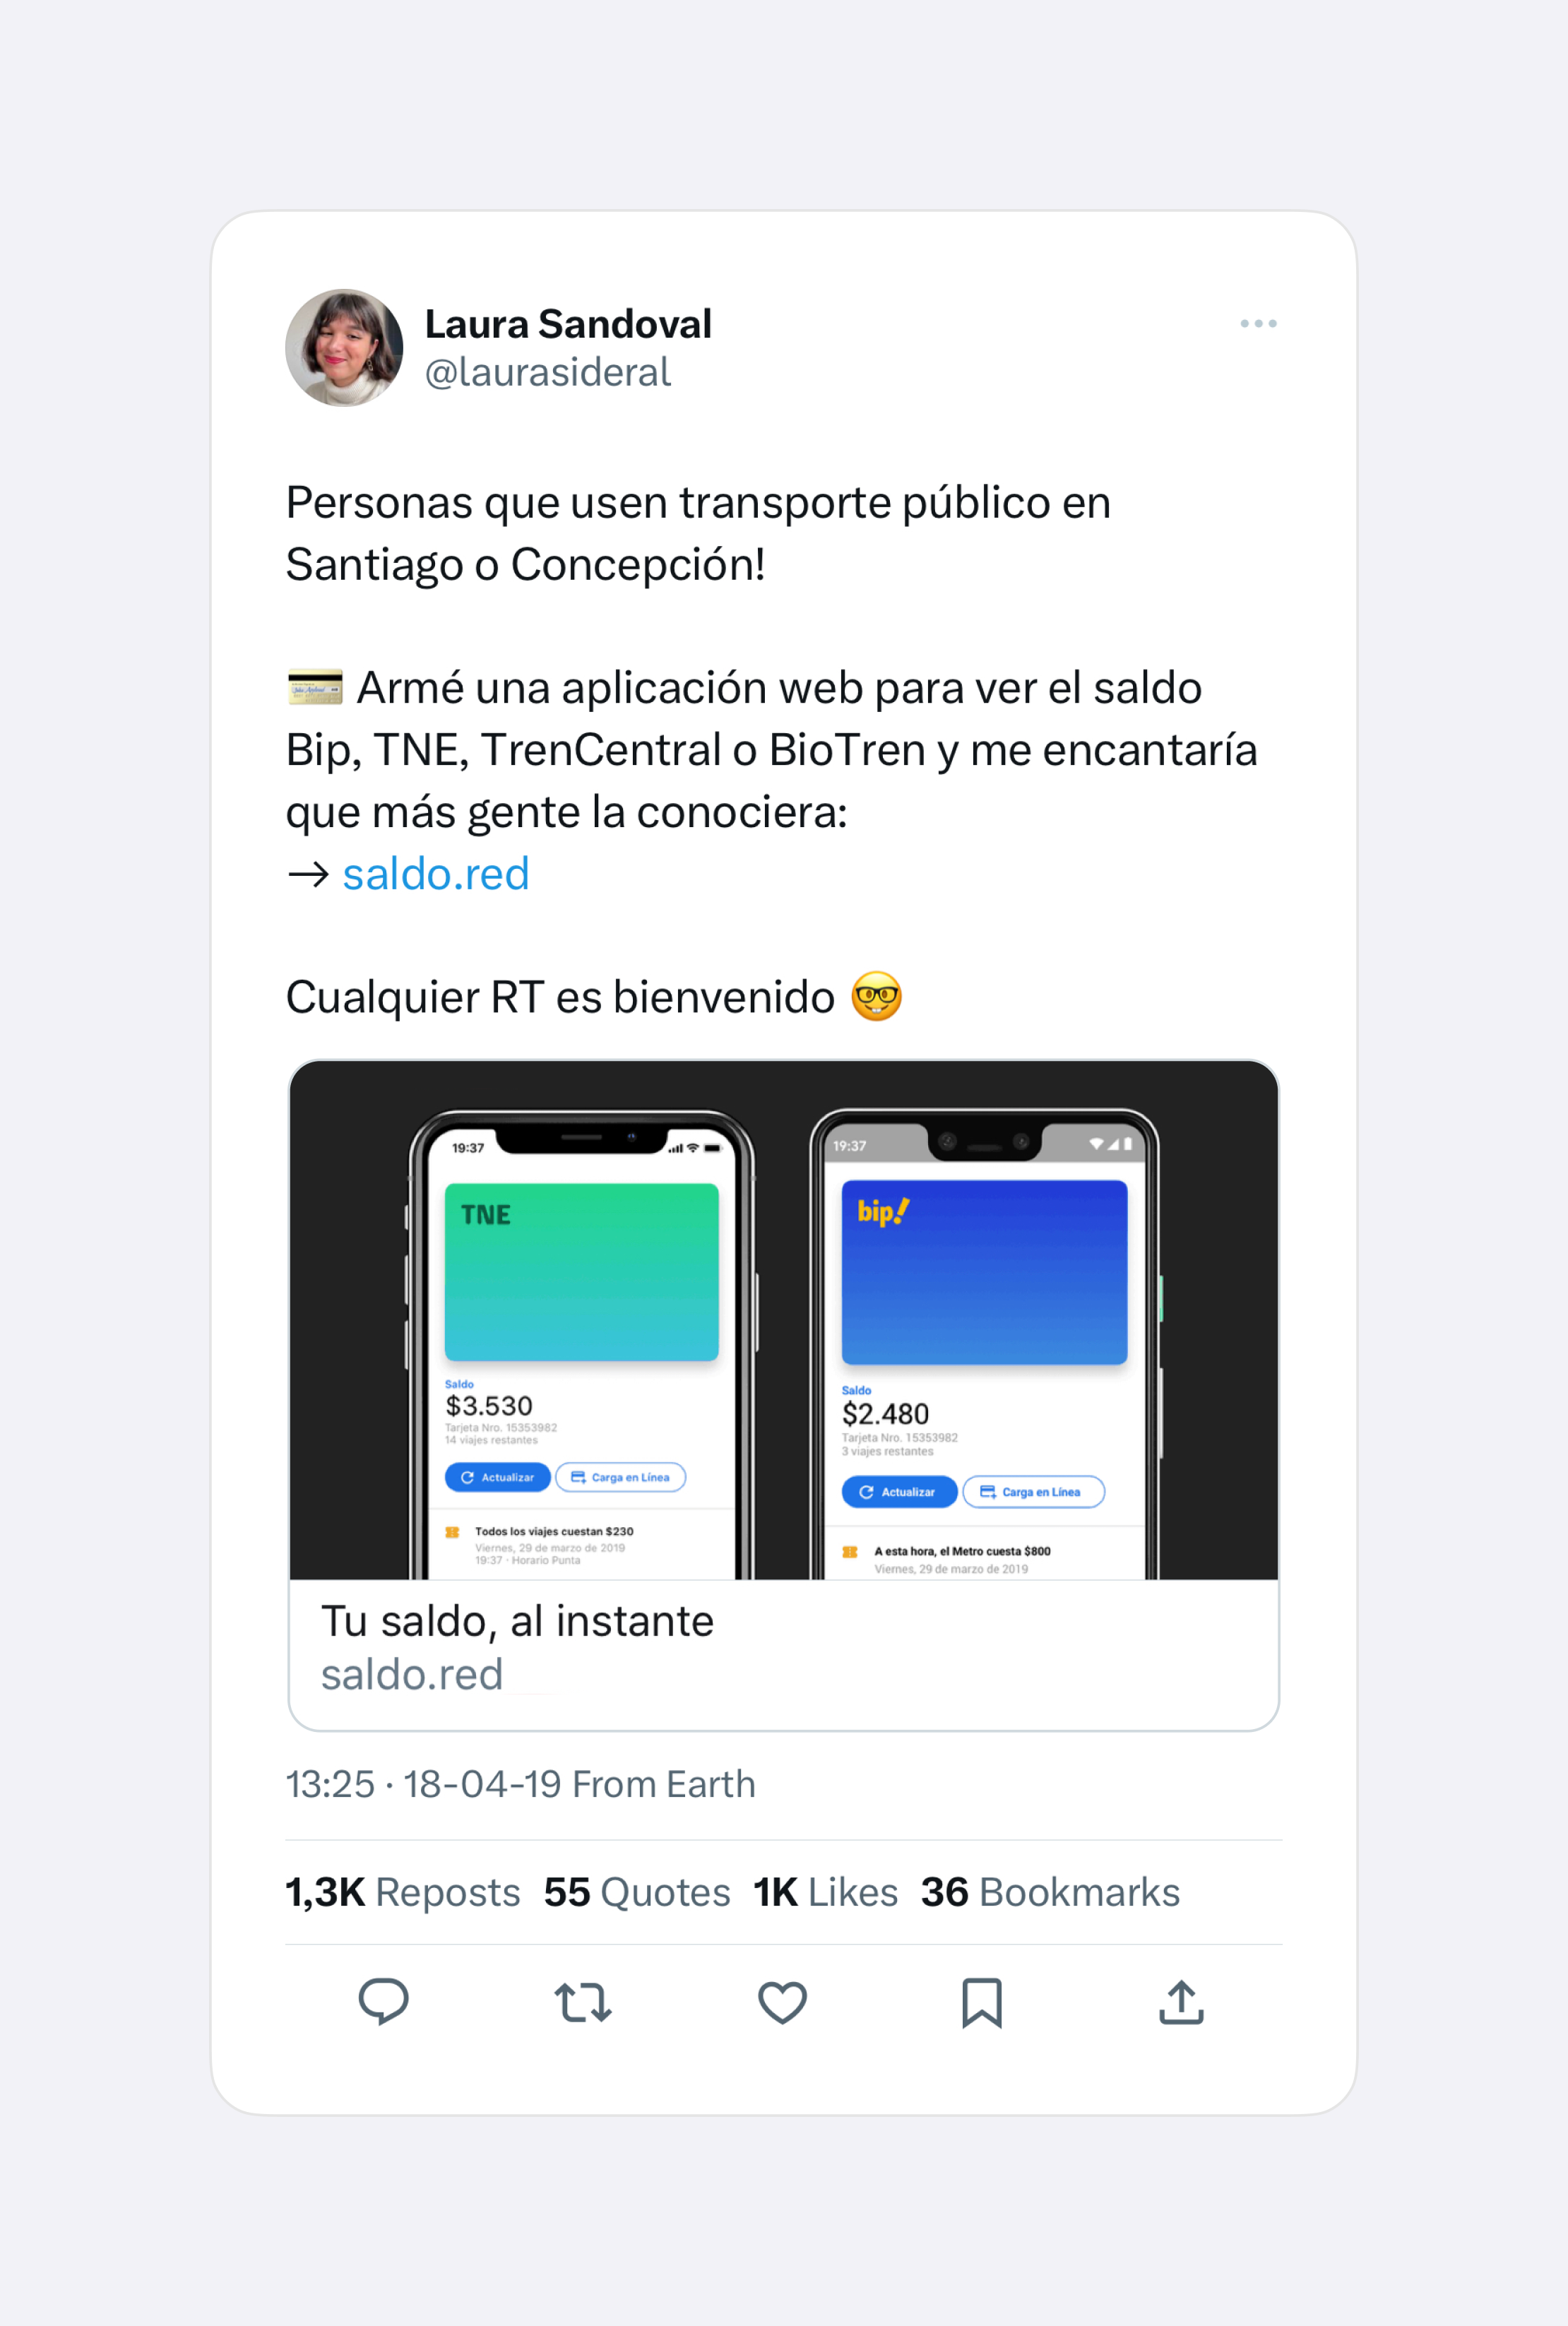 Laura Sandoval
@laurasideral
Personas que usen transporte público en
Santiago o Concepción!
💳 Armé una aplicación web para ver el saldo
Bip, TNE, TrenCentral o BioTren y me encantaría
que más gente la conociera:
→ saldo.red
Cualquier RT es bienvenido 🤓
19:37
TNE
Saldo
$3.530
Tarjeta Nro. 15353982
14 viajes restantes
Actualizar
Carga en Línea
Todos los viajes cuestan $230
Viernes, 29 de marzo de 2019
19:37 · Horario Punta
19:37
bip!
Saldo
$2.480
Tarjeta Nro. 15353982
3 viajes restantes
Actualizar
Carga en Línea
A esta hora, el Metro cuesta $800
Viernes, 29 de marzo de 2019
Tu saldo, al instante
saldo.red
13:25 · 18-04-19 From Earth
1,3K Reposts 55 Quotes 1K Likes 36 Bookmarks